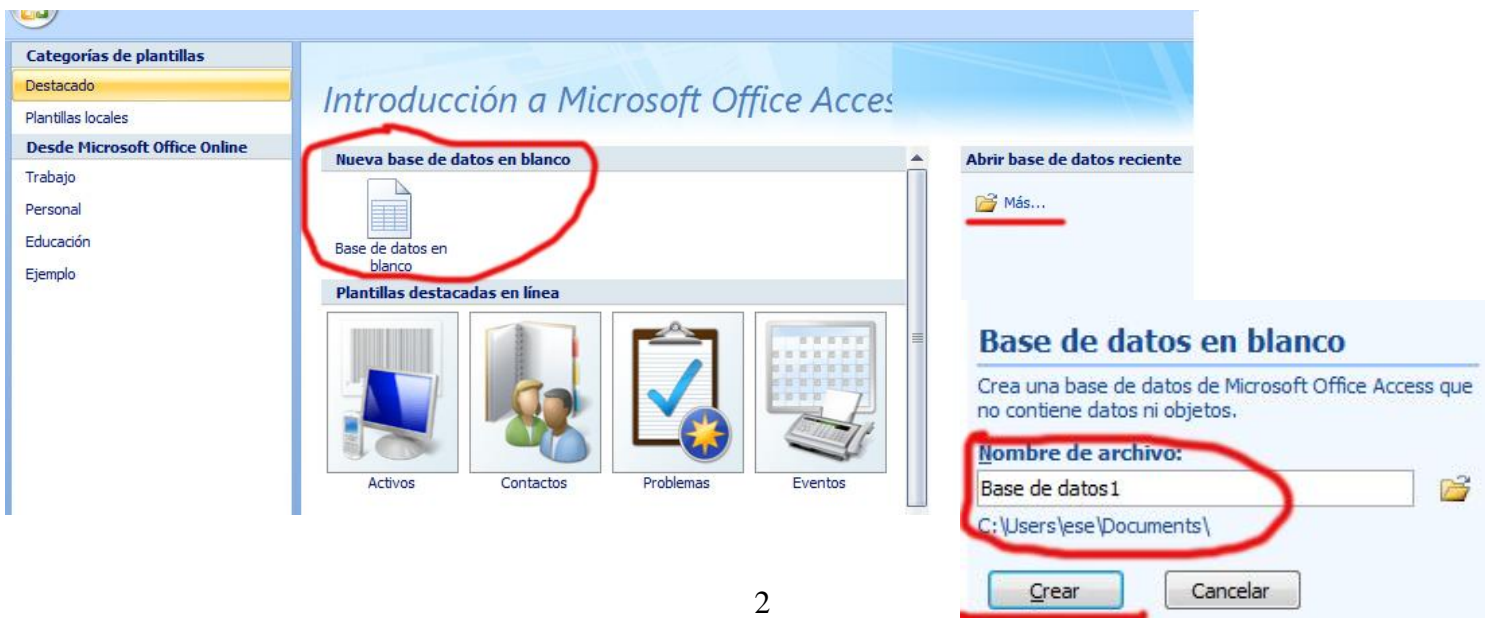 Categorías de plantillas
Destacado
Plantillas locales
Desde Microsoft Office Online
Trabajo
Personal
Educación
Ejemplo
Introducción a Microsoft Office Acces
Nueva base de datos en blanco
Base de datos en
blanco
Plantillas destacadas en línea
Activos
Contactos
Problemas
Eventos
Abrir base de datos reciente
Más...
Base de datos en blanco
Crea una base de datos de Microsoft Office Access que
no contiene datos ni objetos.
Nombre de archivo:
Base de datos1
C:\Users\ese\Documents\
Crear
Cancelar
2